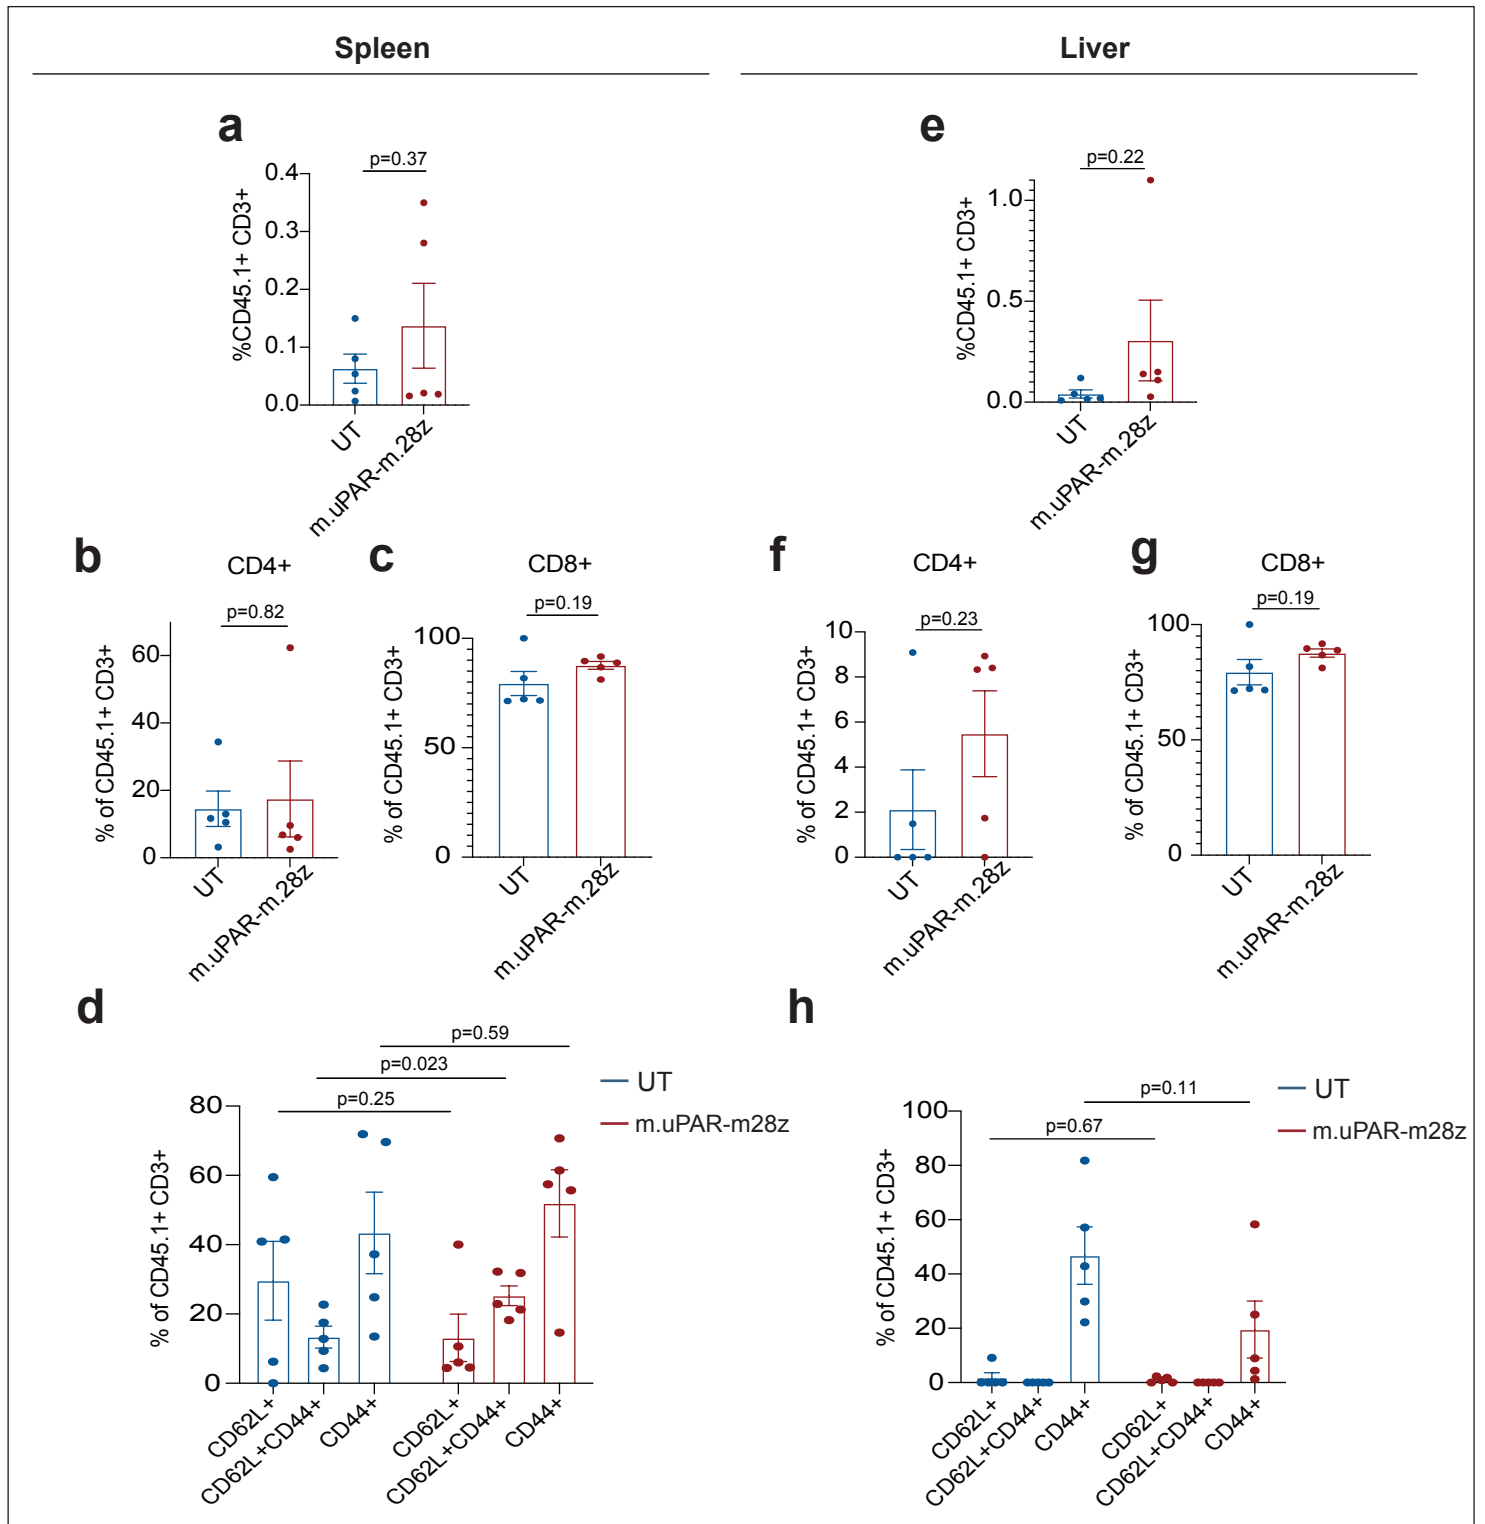 Spleen
Liver
a
p=0.37
%CD45.1+ CD3+
0.4
0.3
0.2
0.1
0.0
UT
m.uPAR-m.28z
e
p=0.22
%CD45.1+ CD3+
1.0
0.5
0.0
UT
m.uPAR-m.28z
b
CD4+
p=0.82
% of CD45.1+ CD3+
60
40
20
0
UT
m.uPAR-m.28z
c
CD8+
p=0.19
% of CD45.1+ CD3+
100
50
0
UT
m.uPAR-m.28z
f
CD4+
p=0.23
% of CD45.1+ CD3+
10
8
6
4
2
0
UT
m.uPAR-m.28z
g
CD8+
p=0.19
% of CD45.1+ CD3+
100
50
0
UT
m.uPAR-m.28z
d
p=0.59
p=0.023
p=0.25
UT
m.uPAR-m28z
% of CD45.1+ CD3+
80
60
40
20
0
CD62L+
CD62L+CD44+
CD44+
CD62L+
CD62L+CD44+
CD44+
h
p=0.11
p=0.67
UT
m.uPAR-m28z
% of CD45.1+ CD3+
100
80
60
40
20
0
CD62L+
CD62L+CD44+
CD44+
CD62L+
CD62L+CD44+
CD44+